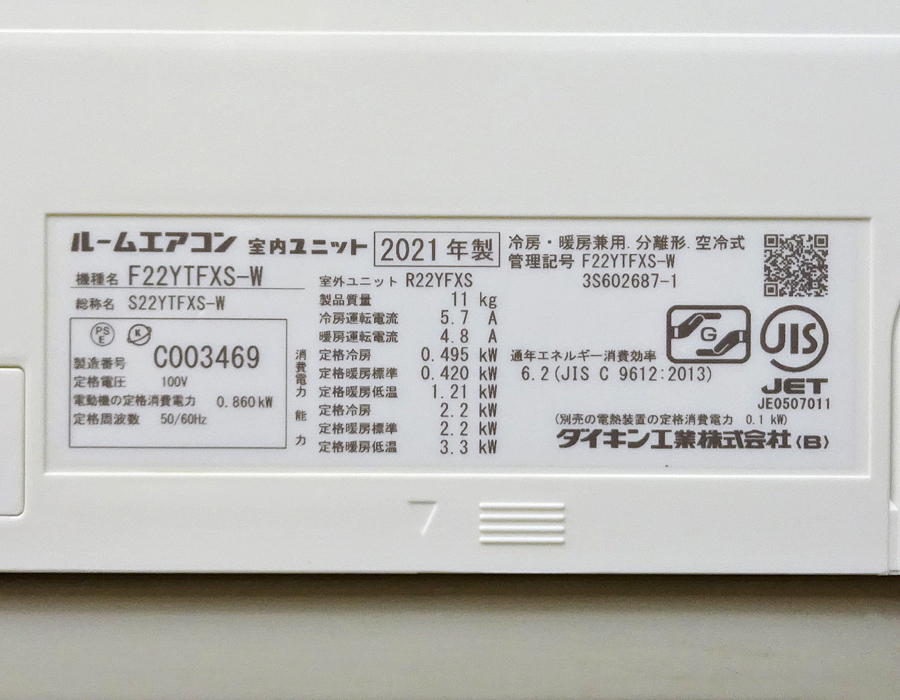 ルームエアコン 室内ユニット 2021年製
機種名 F22YTFXS-W
総称名 S22YTFXS-W
PS E K
製造番号 C003469
定格電圧 100V
電動機の定格消費電力 0.860kW
定格周波数 50/60Hz
室外ユニット R22YFXS
製品質量 11 kg
冷房運転電流 5.7 A
暖房運転電流 4.8 A
消費電力 定格冷房 0.495 kW
定格暖房標準 0.420 kW
定格暖房低温 1.21 kW
能力 定格冷房 2.2 kW
定格暖房標準 2.2 kW
定格暖房低温 3.3 kW
冷房・暖房兼用.分離形.空冷式
管理記号 F22YTFXS-W
3S602687-1
G
JIS
通年エネルギー消費効率
6.2(JIS C 9612:2013)
JET
JE0507011
(別売の電熱装置の定格消費電力 0.1 kW)
ダイキン工業株式会社(B)